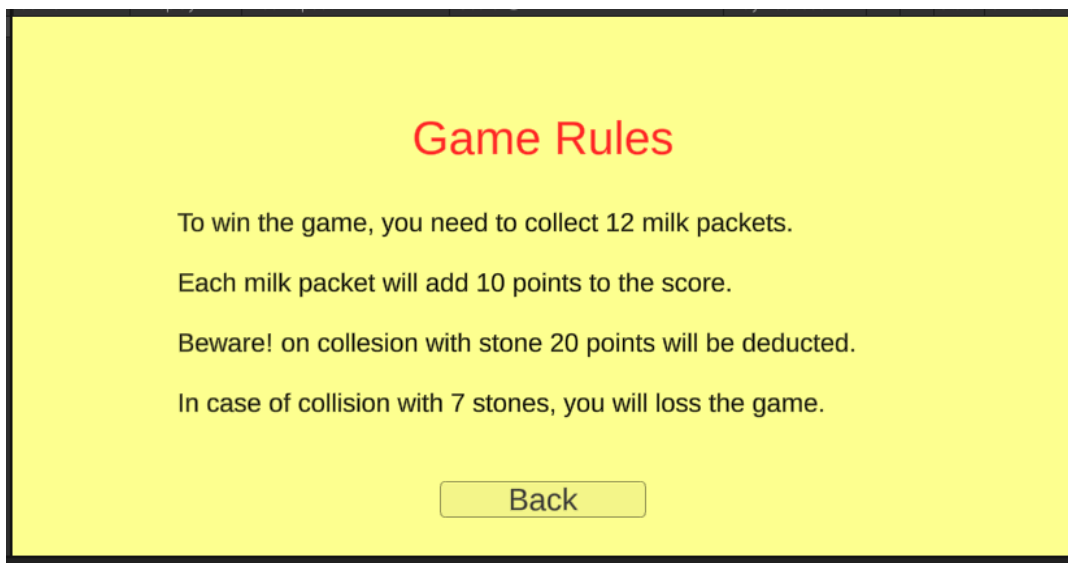 Game Rules
To win the game, you need to collect 12 milk packets.
Each milk packet will add 10 points to the score.
Beware! on collesion with stone 20 points will be deducted.
In case of collision with 7 stones, you will loss the game.
Back